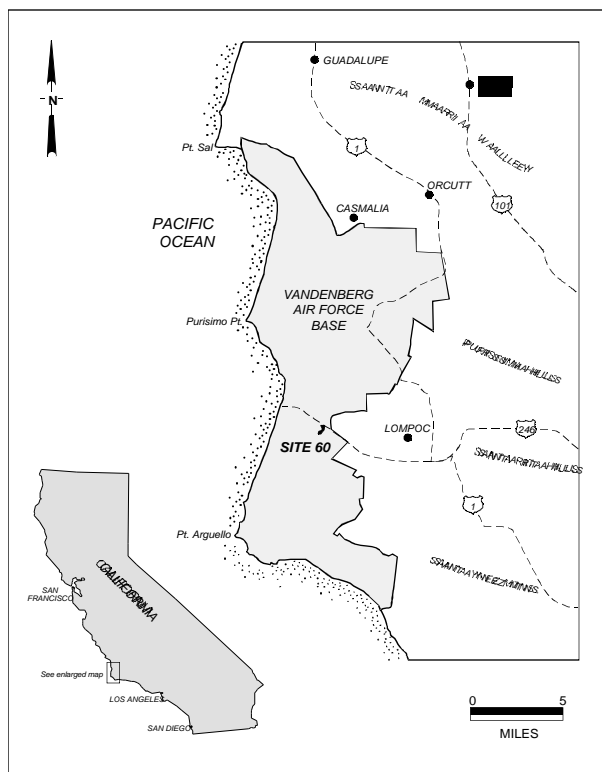 GUADALUPE
N
1
Pt. Sal
ORCUTT
CASMALIA
101
PACIFIC
OCEAN
VANDENBERG
AIR FORCE
BASE
Purisimo Pt.
LOMPOC
246
SITE 60
1
Pt. Arguello
SAN
FRANCISCO
See enlarged map
LOS ANGELES
SAN DIEGO
0 5
MILES